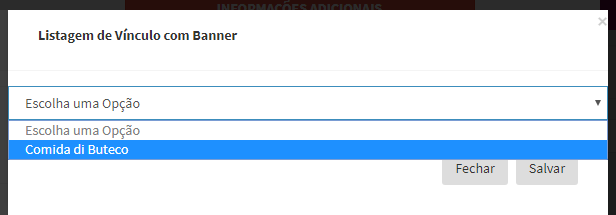 INFORMAÇÕES ADICIONAIS
×
Listagem de Vínculo com Banner
Escolha uma Opção
Escolha uma Opção
Comida di Buteco
Fechar Salvar